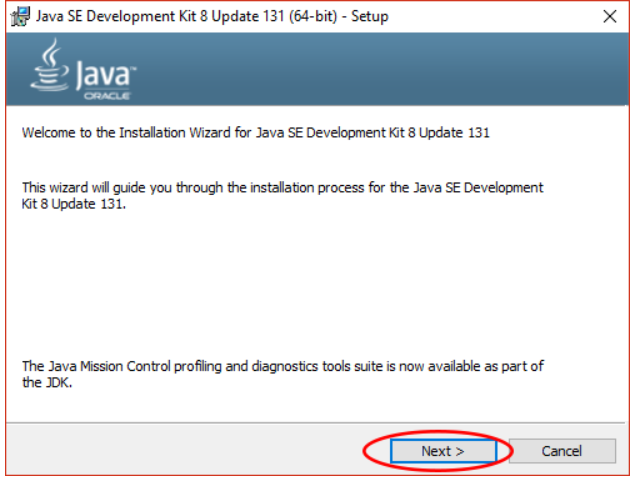 Java SE Development Kit 8 Update 131 (64-bit) - Setup
Java™
ORACLE
Welcome to the Installation Wizard for Java SE Development Kit 8 Update 131
This wizard will guide you through the installation process for the Java SE Development
Kit 8 Update 131.
The Java Mission Control profiling and diagnostics tools suite is now available as part of
the JDK.
Next > Cancel